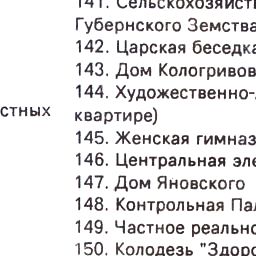 141. Сельскохозяйст
Губернского Земства
142. Царская беседка
143. Дом Кологривов
144. Художественно-
стных квартире)
145. Женская гимназ
146. Центральная эле
147. Дом Яновского
148. Контрольная Пал
149. Частное реально
150. Колодезь "Здоро